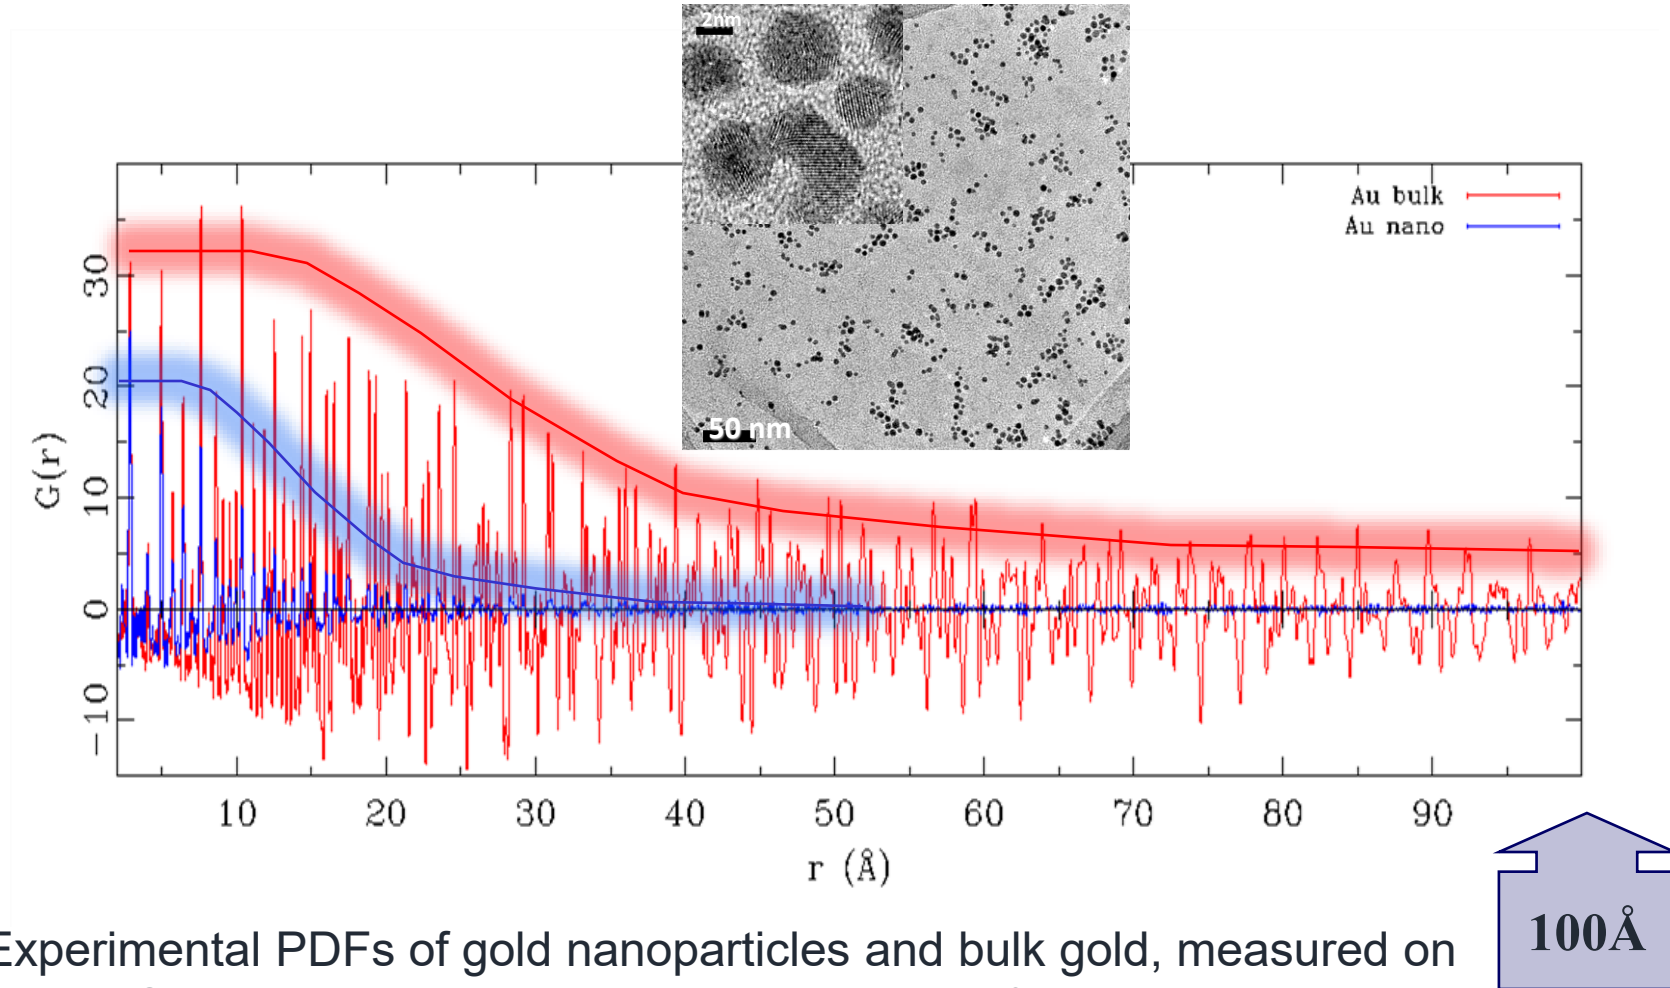 2nm
50 nm
Au bulk
Au nano
G(r)
30
20
10
0
−10
10 20 30 40 50 60 70 80 90
r (Å)
100Å
Experimental PDFs of gold nanoparticles and bulk gold, measured on